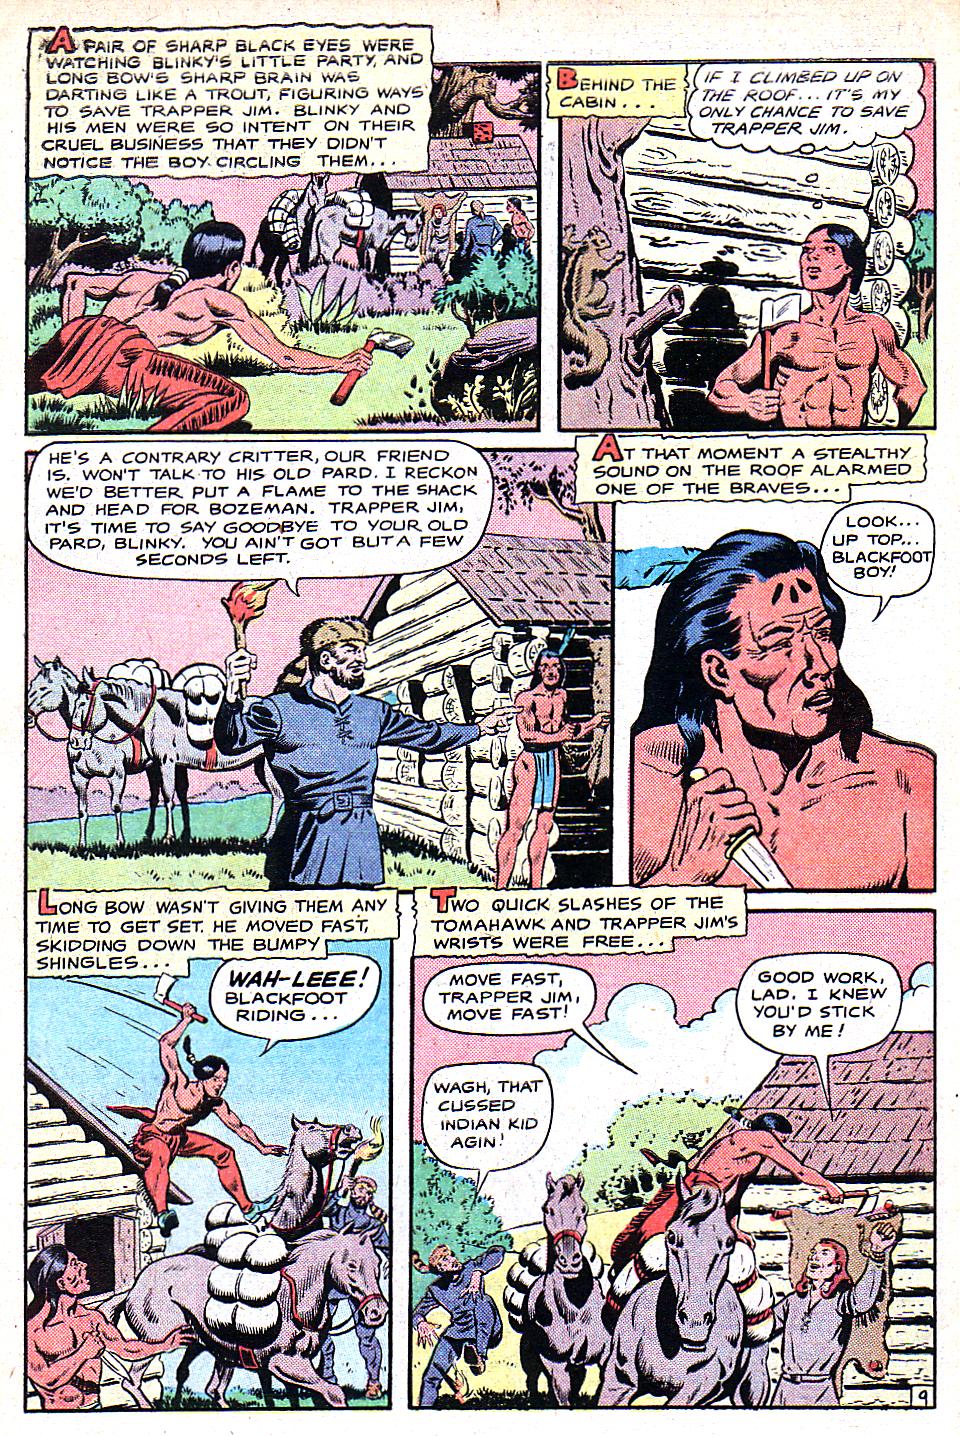 A PAIR OF SHARP BLACK EYES WERE
WATCHING BLINKY'S LITTLE PARTY, AND
LONG BOW'S SHARP BRAIN WAS
DARTING LIKE A TROUT, FIGURING WAYS
TO SAVE TRAPPER JIM. BLINKY AND
HIS MEN WERE SO INTENT ON THEIR
CRUEL BUSINESS THAT THEY DIDN'T
NOTICE THE BOY CIRCLING THEM...
BEHIND THE
CABIN...
IF I CLIMBED UP ON
THE ROOF... IT'S MY
ONLY CHANCE TO SAVE
TRAPPER JIM.
HE'S A CONTRARY CRITTER, OUR FRIEND
IS. WON'T TALK TO HIS OLD PARD. I RECKON
WE'D BETTER PUT A FLAME TO THE SHACK
AND HEAD FOR BOZEMAN. TRAPPER JIM,
IT'S TIME TO SAY GOODBYE TO YOUR OLD
PARD, BLINKY. YOU AIN'T GOT BUT A FEW
SECONDS LEFT.
AT THAT MOMENT A STEALTHY
SOUND ON THE ROOF ALARMED
ONE OF THE BRAVES...
LOOK...
UP TOP...
BLACKFOOT
BOY!
LONG BOW WASN'T GIVING THEM ANY
TIME TO GET SET. HE MOVED FAST,
SKIDDING DOWN THE BUMPY
SHINGLES...
WAH-LEEE!
BLACKFOOT
RIDING...
TWO QUICK SLASHES OF THE
TOMAHAWK AND TRAPPER JIM'S
WRISTS WERE FREE...
MOVE FAST,
TRAPPER JIM,
MOVE FAST!
GOOD WORK,
LAD. I KNEW
YOU'D STICK
BY ME!
WAGH, THAT
CUSSED
INDIAN KID
AGIN!
9